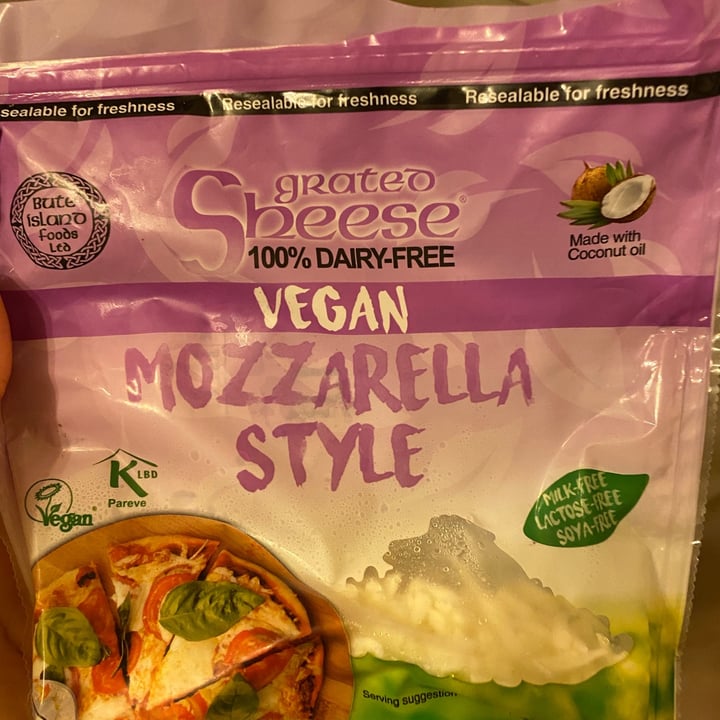 sealable for freshness
Resealable for freshness
Resealable for freshness
Bute
Island
Foods
Ltd
grated
Sheese®
100% DAIRY-FREE
Made with
Coconut oil
VEGAN
MOZZARELLA
STYLE
K LBD
Pareve
Vegan
MILK-FREE
LACTOSE-FREE
SOYA-FREE
Serving suggestion